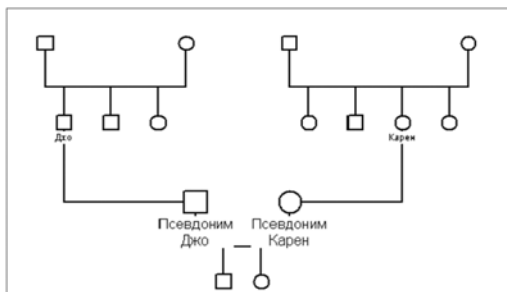 Джо
Карен
Псевдоним Псевдоним
Джо Карен